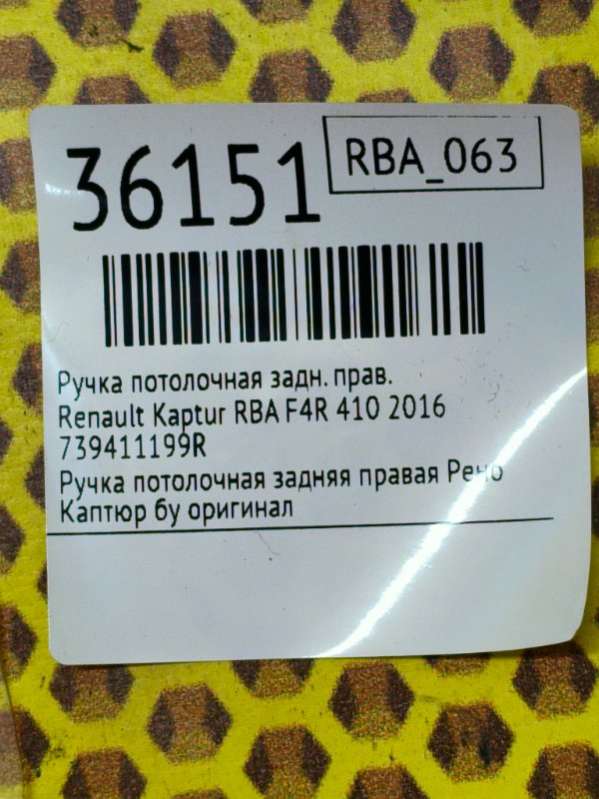 36151
RBA_063
Ручка потолочная задн. прав.
Renault Kaptur RBA F4R 410 2016
739411199R
Ручка потолочная задняя правая Рено
Каптюр бу оригинал